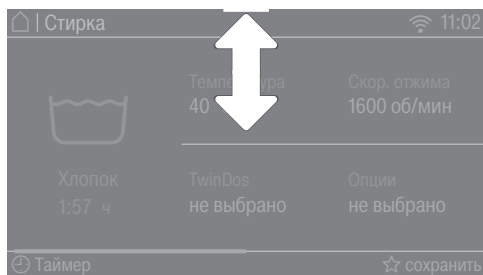 | Стирка 11:02
Температура Скор. отжима
40 1600 об/мин
Хлопок TwinDos Опции
1:57 ч не выбрано не выбрано
Таймер сохранить